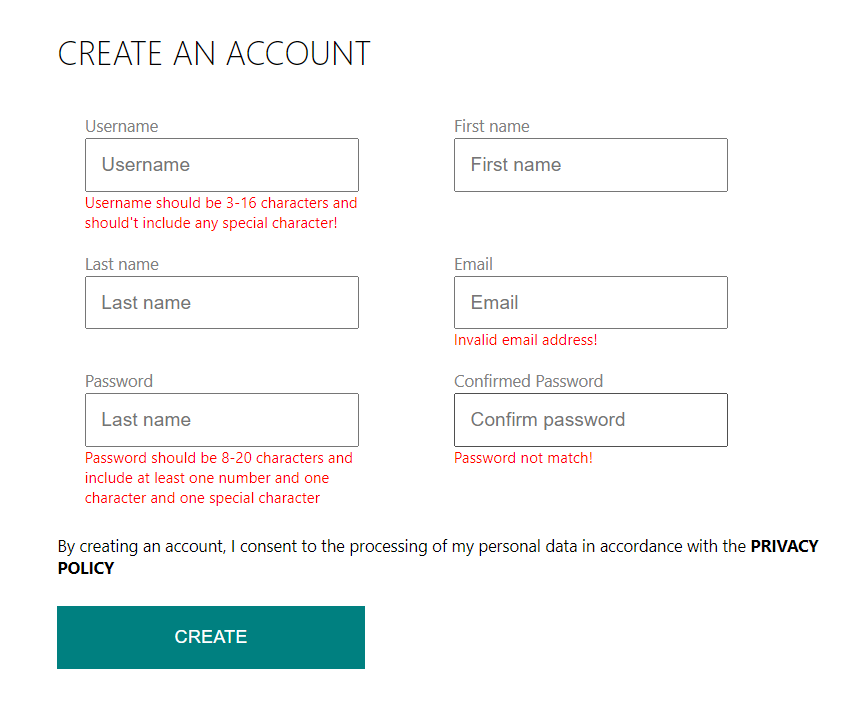 CREATE AN ACCOUNT
Username
Username
Username should be 3-16 characters and
should't include any special character!
First name
First name
Last name
Last name
Email
Email
Invalid email address!
Password
Last name
Password should be 8-20 characters and
include at least one number and one
character and one special character
Confirmed Password
Confirm password
Password not match!
By creating an account, I consent to the processing of my personal data in accordance with the PRIVACY
POLICY
CREATE